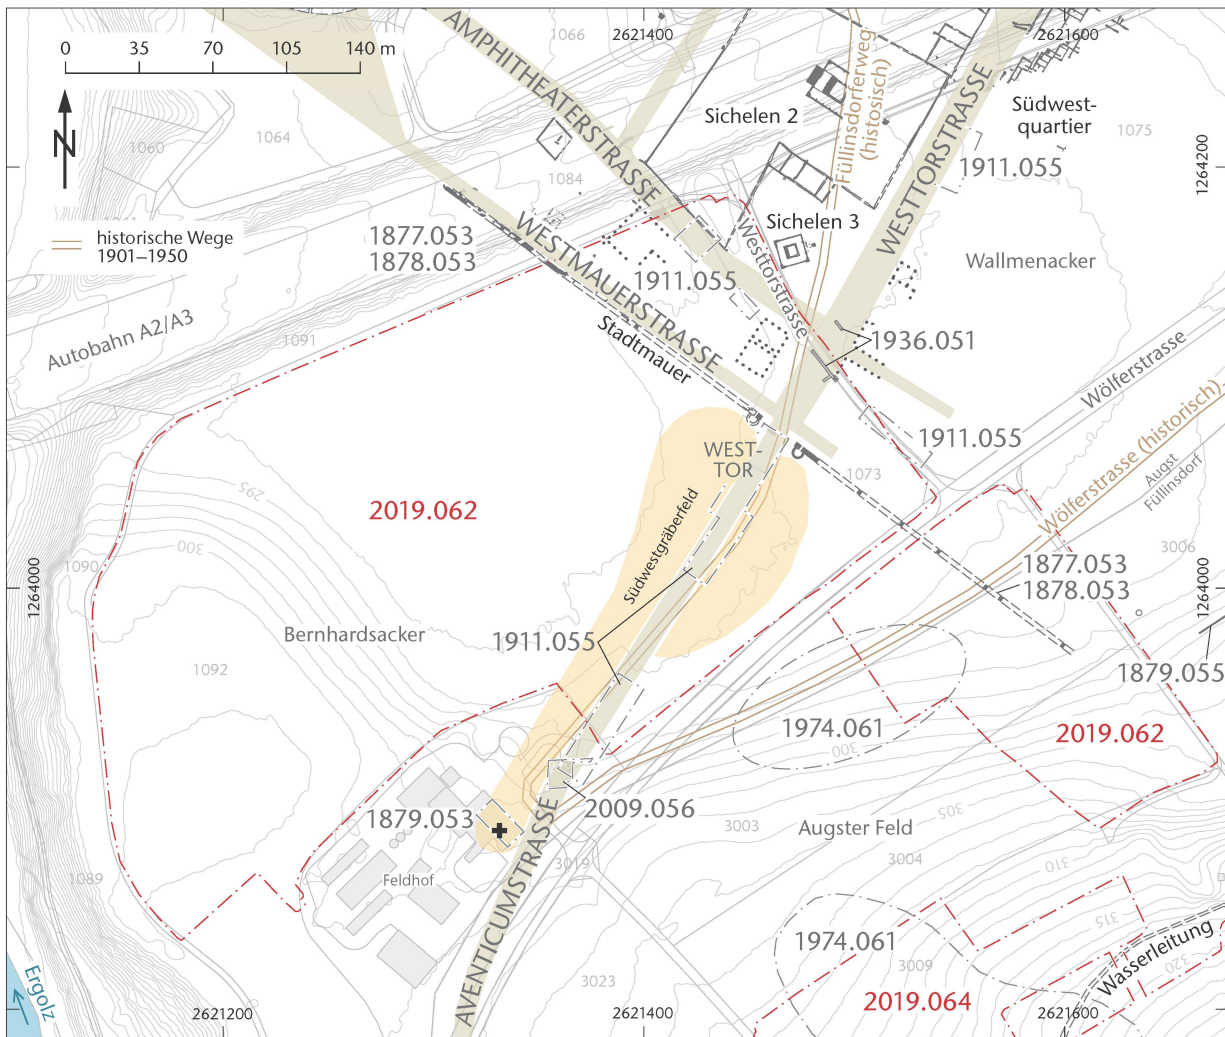 0 35 70 105 140 m
N
historische Wege
1901–1950
1877.053
1878.053
Autobahn A2/A3
1060
1064
1066
1084
1091
AMPHITHEATERSTRASSE
2621400
2621600
Sichelen 2
Füllinsdorferweg
(histosisch)
Südwest-
quartier
1075
1911.055
1264200
WESTTORSTRASSE
Sichelen 3
Westtorstrasse
WESTMAUERSTRASSE
1911.055
Stadtmauer
Wallmenacker
1936.051
Wölferstrasse
1911.055
WEST-
TOR
1073
Wölferstrasse (historisch)
Augst
Füllinsdorf
2019.062
295
300
1090
1264000
Südwestgräberfeld
3006
1877.053
1878.053
1264000
Bernhardsacker
1911.055
1092
1879.055
1974.061
300
2019.062
1879.053
2009.056
305
3003
Augster Feld
3004
310
AVENTICUMSTRASSE
3019
Feldhof
1089
1974.061
315
Wasserleitung
320
3009
3023
2019.064
Ergolz
2621200
2621400
2621600